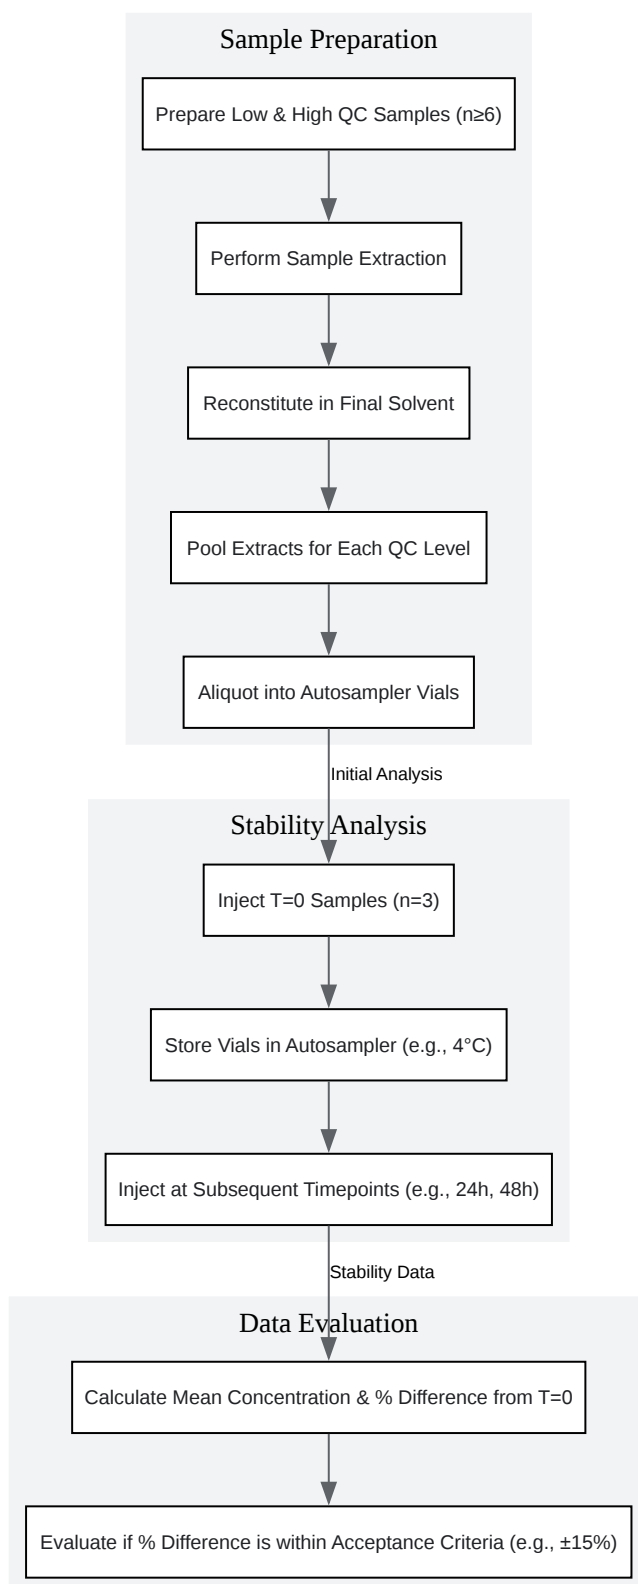 Sample Preparation
Prepare Low & High QC Samples (n≥6)
Perform Sample Extraction
Reconstitute in Final Solvent
Pool Extracts for Each QC Level
Aliquot into Autosampler Vials
Initial Analysis
Stability Analysis
Inject T=0 Samples (n=3)
Store Vials in Autosampler (e.g., 4°C)
Inject at Subsequent Timepoints (e.g., 24h, 48h)
Stability Data
Data Evaluation
Calculate Mean Concentration & % Difference from T=0
Evaluate if % Difference is within Acceptance Criteria (e.g., ±15%)